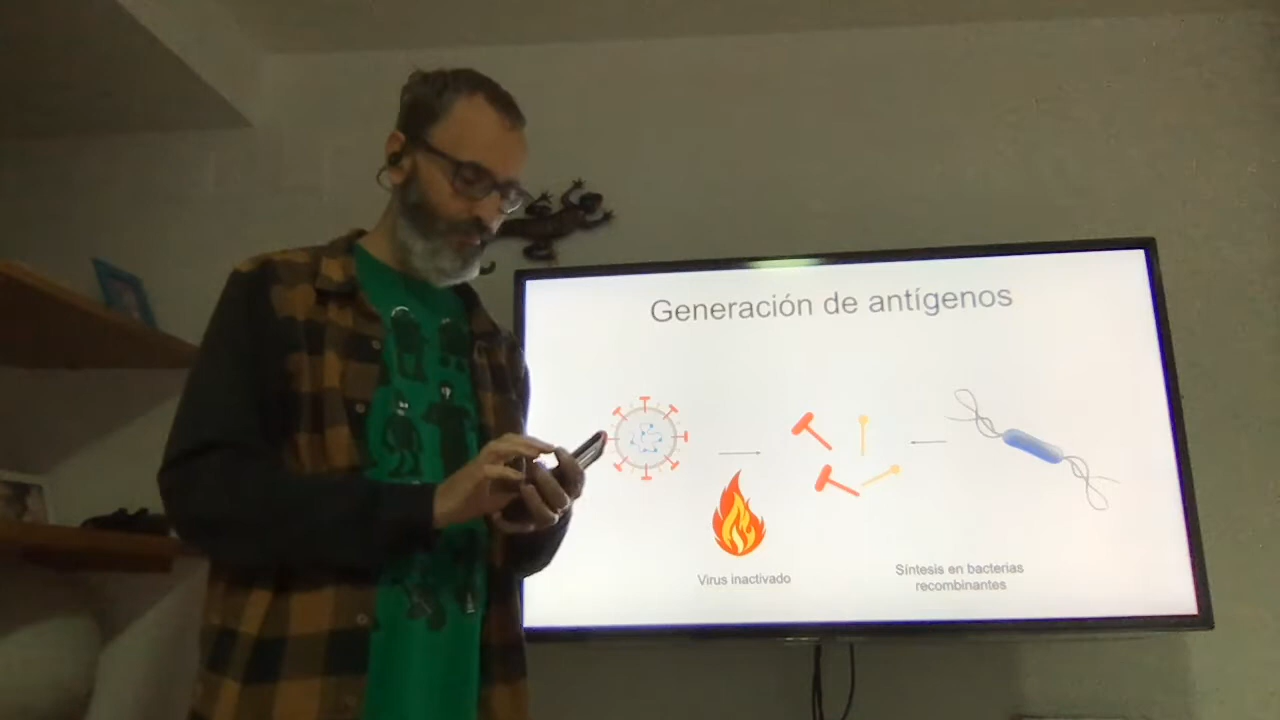 Generación de antígenos
Virus inactivado
Síntesis en bacterias
recombinantes